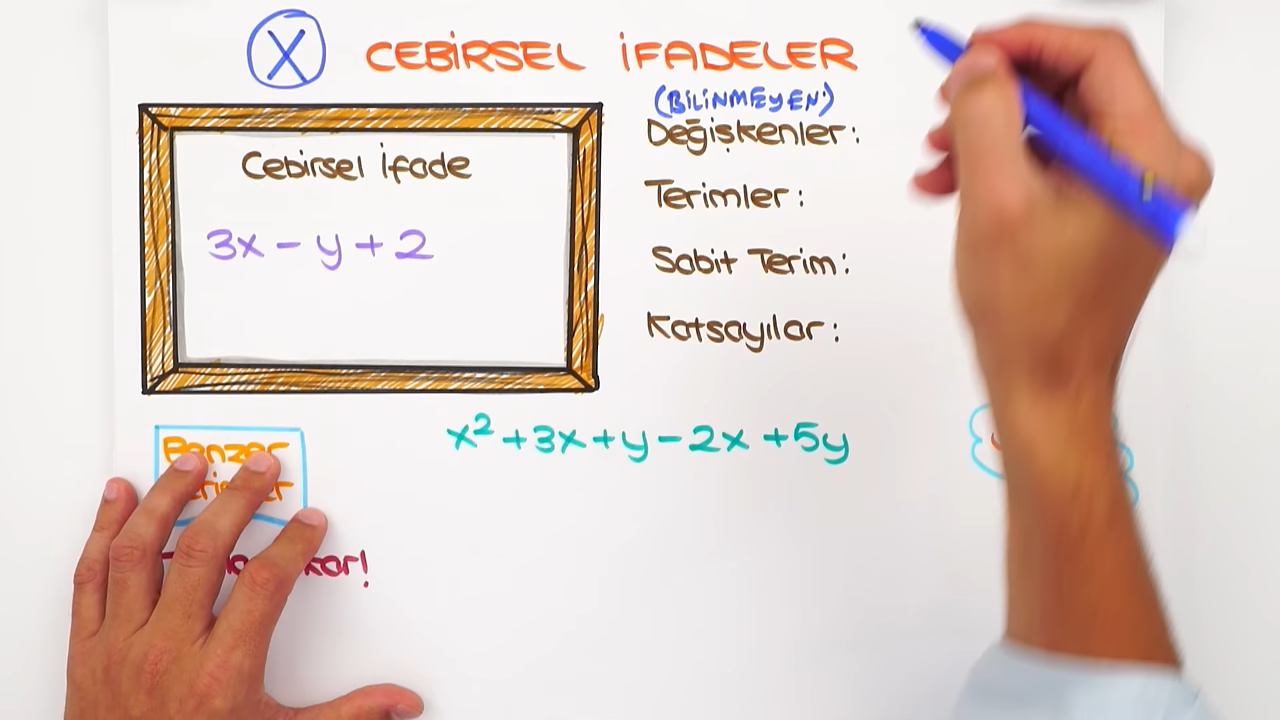 X CEBİRSEL İFADELER
(BİLİNMEYEN)
Değişkenler:
Cebirsel İfade
Terimler:
3x - y + 2
Sabit Terim:
Katsayılar:
x² + 3x + y - 2x + 5y
Benzer